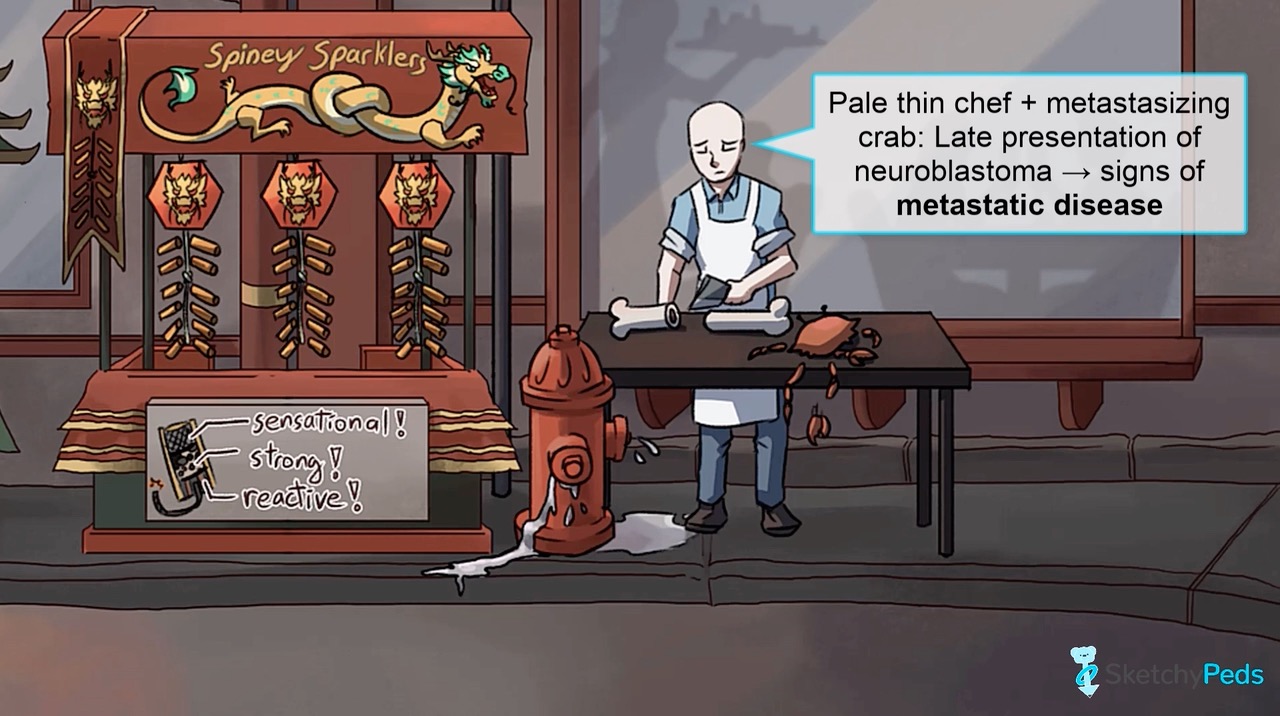 Spiney Sparklers
Pale thin chef + metastasizing
crab: Late presentation of
neuroblastoma → signs of
metastatic disease
sensational!
strong!
reactive!
SketchyPeds